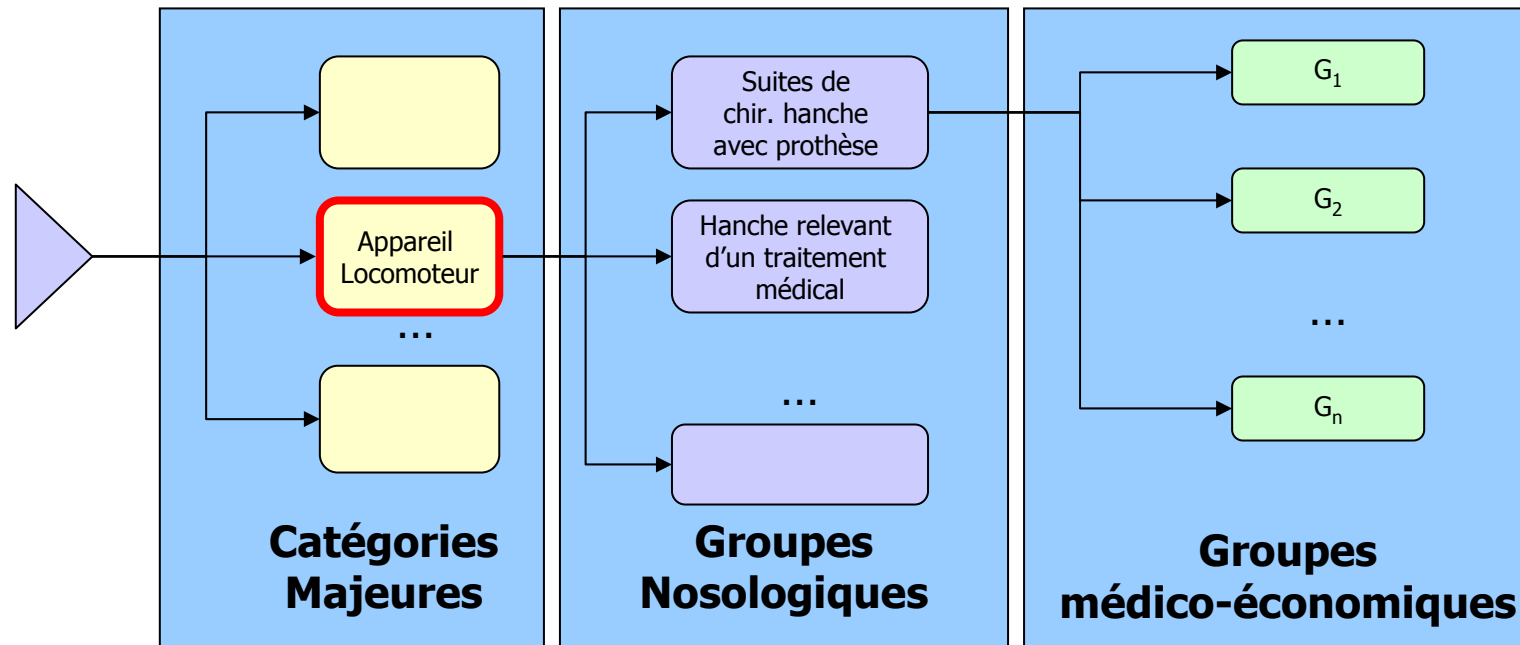 Appareil
Locomoteur
...
Catégories
Majeures
Suites de
chir. hanche
avec prothèse
Hanche relevant
d’un traitement
médical
...
Groupes
Nosologiques
G₁
G₂
...
Gₙ
Groupes
médico-économiques